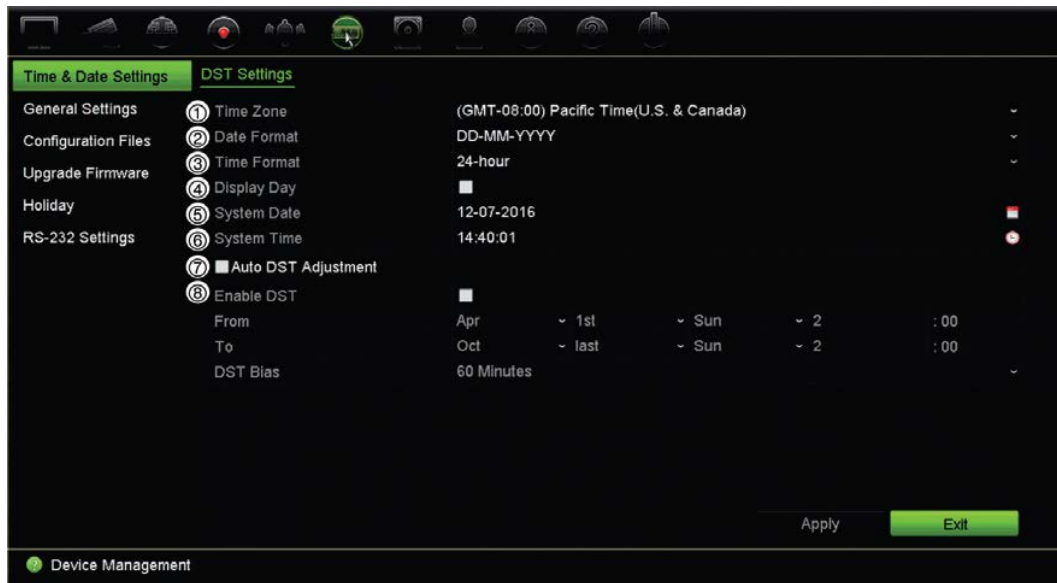 Time & Date Settings
DST Settings
General Settings
Configuration Files
Upgrade Firmware
Holiday
RS-232 Settings
① Time Zone (GMT-08:00) Pacific Time(U.S. & Canada)
② Date Format DD-MM-YYYY
③ Time Format 24-hour
④ Display Day
⑤ System Date 12-07-2016
⑥ System Time 14:40:01
⑦ Auto DST Adjustment
⑧ Enable DST
From Apr 1st Sun 2 : 00
To Oct last Sun 2 : 00
DST Bias 60 Minutes
Apply Exit
Device Management